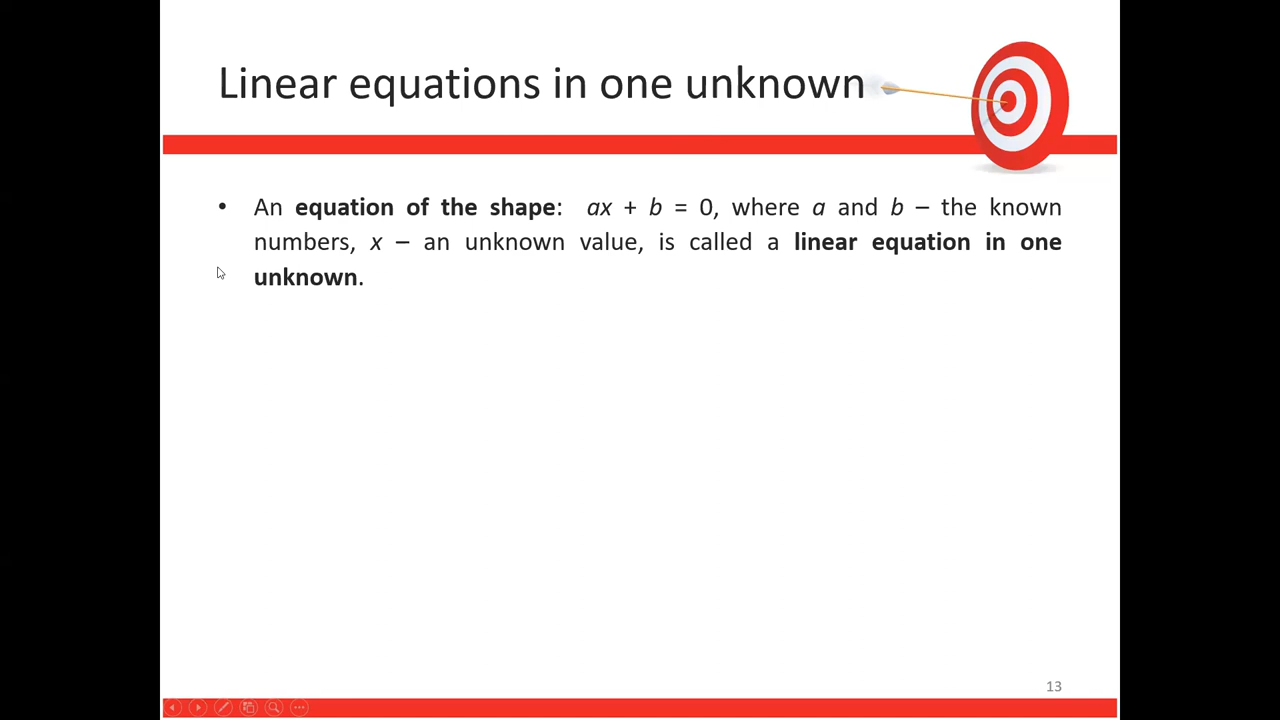 Linear equations in one unknown
• An equation of the shape: ax + b = 0, where a and b – the known
numbers, x – an unknown value, is called a linear equation in one
unknown.
13